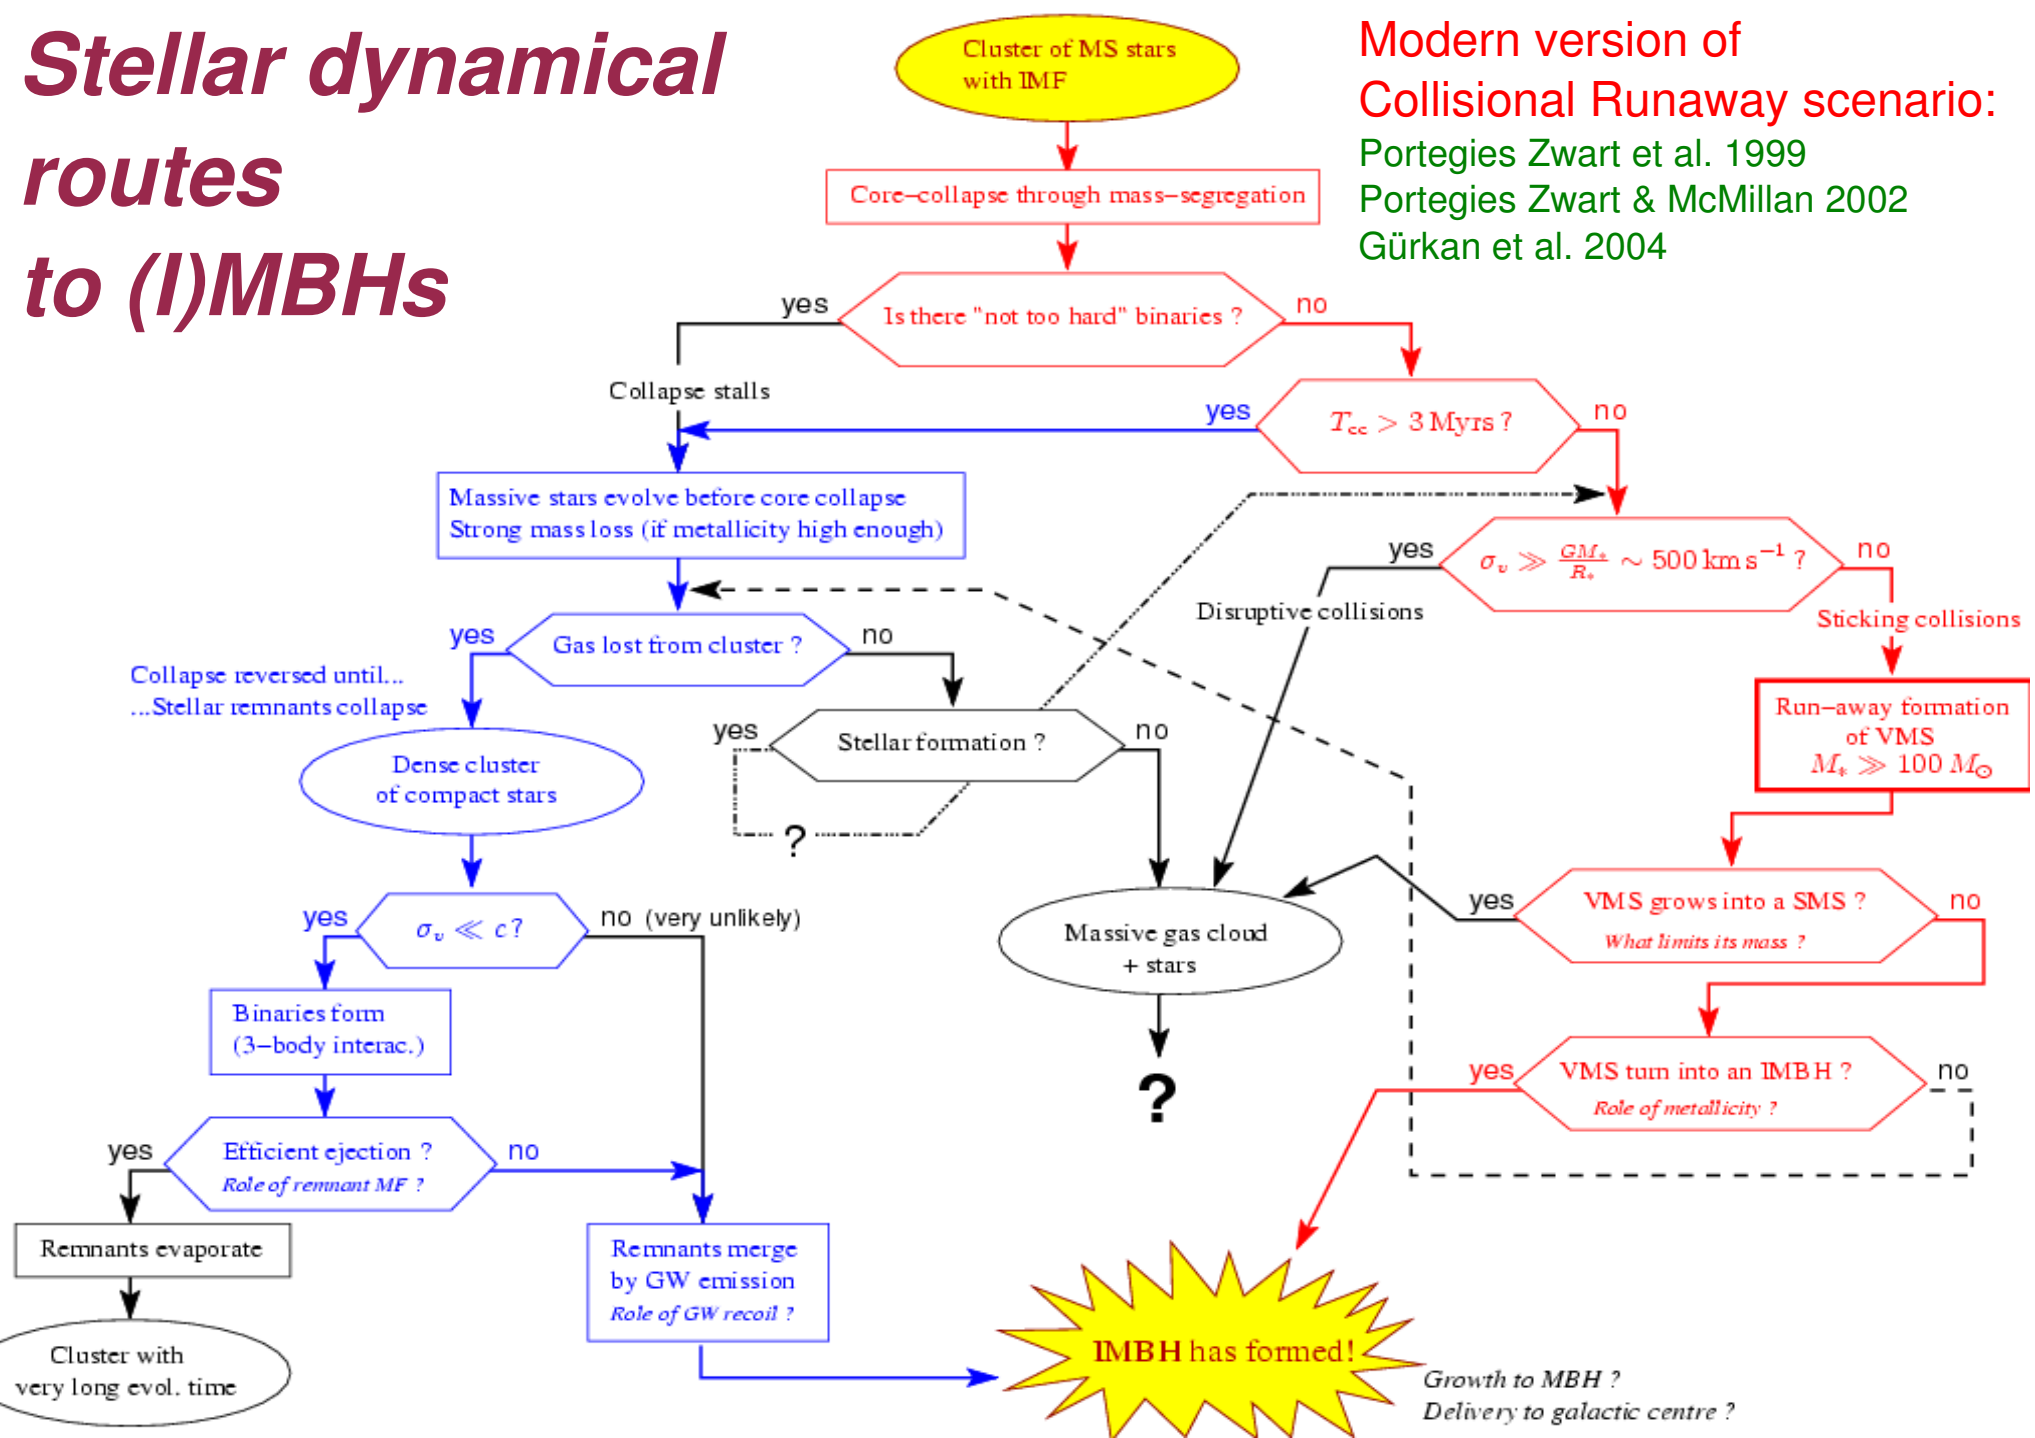 Stellar dynamical
routes
to (I)MBHs
Modern version of
Collisional Runaway scenario:
Portegies Zwart et al. 1999
Portegies Zwart & McMillan 2002
Gürkan et al. 2004
Cluster of MS stars
with IMF
Core–collapse through mass–segregation
Is there "not too hard" binaries ?
yes
no
Collapse stalls
T_cc > 3 Myrs ?
yes
no
Massive stars evolve before core collapse
Strong mass loss (if metallicity high enough)
σ_v ≫ GM_*/R_* ∼ 500 km s⁻¹ ?
yes
no
Disruptive collisions
Sticking collisions
Gas lost from cluster ?
yes
no
Collapse reversed until...
...Stellar remnants collapse
Run–away formation
of VMS
M_* ≫ 100 M_⊙
Stellar formation ?
yes
no
?
Dense cluster
of compact stars
VMS grows into a SMS ?
What limits its mass ?
yes
no
σ_v ≪ c ?
yes
no (very unlikely)
Massive gas cloud
+ stars
?
Binaries form
(3–body interac.)
VMS turn into an IMBH ?
Role of metallicity ?
yes
no
Efficient ejection ?
Role of remnant MF ?
yes
no
Remnants evaporate
Remnants merge
by GW emission
Role of GW recoil ?
Cluster with
very long evol. time
IMBH has formed!
Growth to MBH ?
Delivery to galactic centre ?